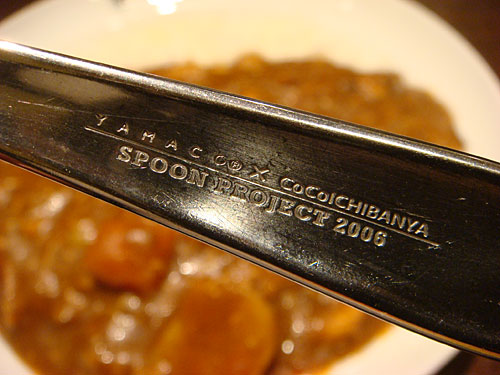 YAMACO® × CoCoICHIBANYA
SPOON PROJECT 2006